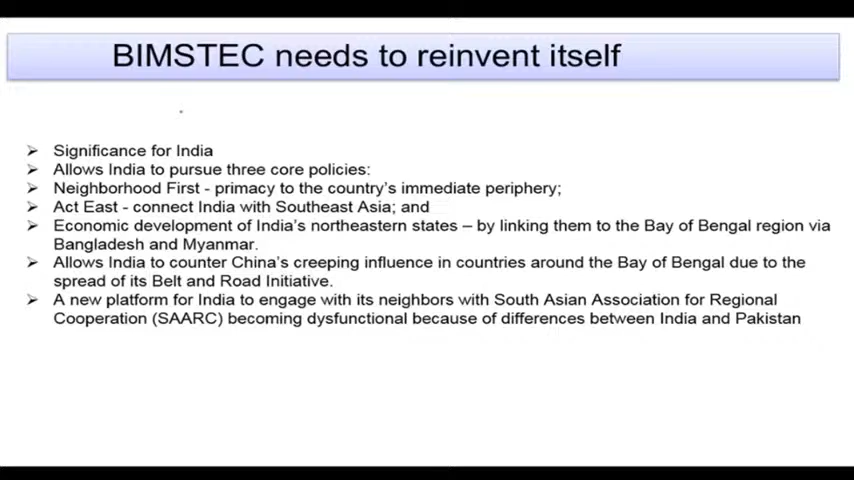 BIMSTEC needs to reinvent itself
➢ Significance for India
➢ Allows India to pursue three core policies:
➢ Neighborhood First - primacy to the country's immediate periphery;
➢ Act East - connect India with Southeast Asia; and
➢ Economic development of India's northeastern states – by linking them to the Bay of Bengal region via
Bangladesh and Myanmar.
➢ Allows India to counter China's creeping influence in countries around the Bay of Bengal due to the
spread of its Belt and Road Initiative.
➢ A new platform for India to engage with its neighbors with South Asian Association for Regional
Cooperation (SAARC) becoming dysfunctional because of differences between India and Pakistan